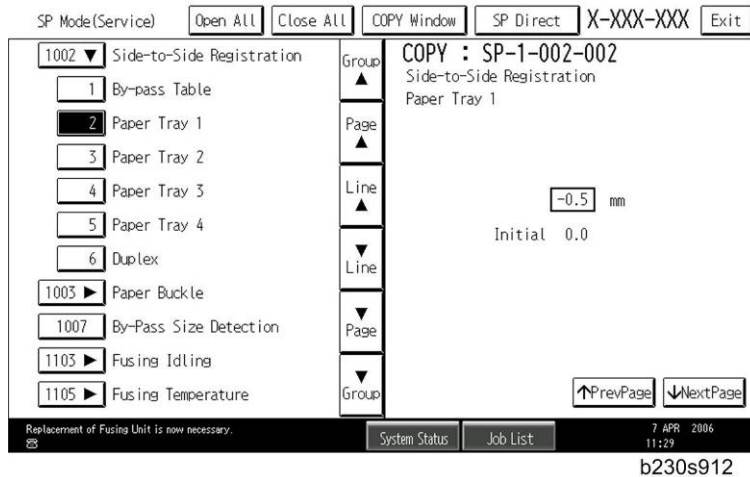 SP Mode(Service) Open All Close All COPY Window SP Direct X-XXX-XXX Exit
1002 ▼ Side-to-Side Registration
1 By-pass Table
2 Paper Tray 1
3 Paper Tray 2
4 Paper Tray 3
5 Paper Tray 4
6 Duplex
1003 ► Paper Buckle
1007 By-Pass Size Detection
1103 ► Fusing Idling
1105 ► Fusing Temperature
Group
▲
Page
▲
Line
▲
▼
Line
▼
Page
▼
Group
COPY : SP-1-002-002
Side-to-Side Registration
Paper Tray 1
-0.5 mm
Initial 0.0
↑PrevPage ↓NextPage
Replacement of Fusing Unit is now necessary.
System Status Job List
7 APR 2006
11:29
b230s912